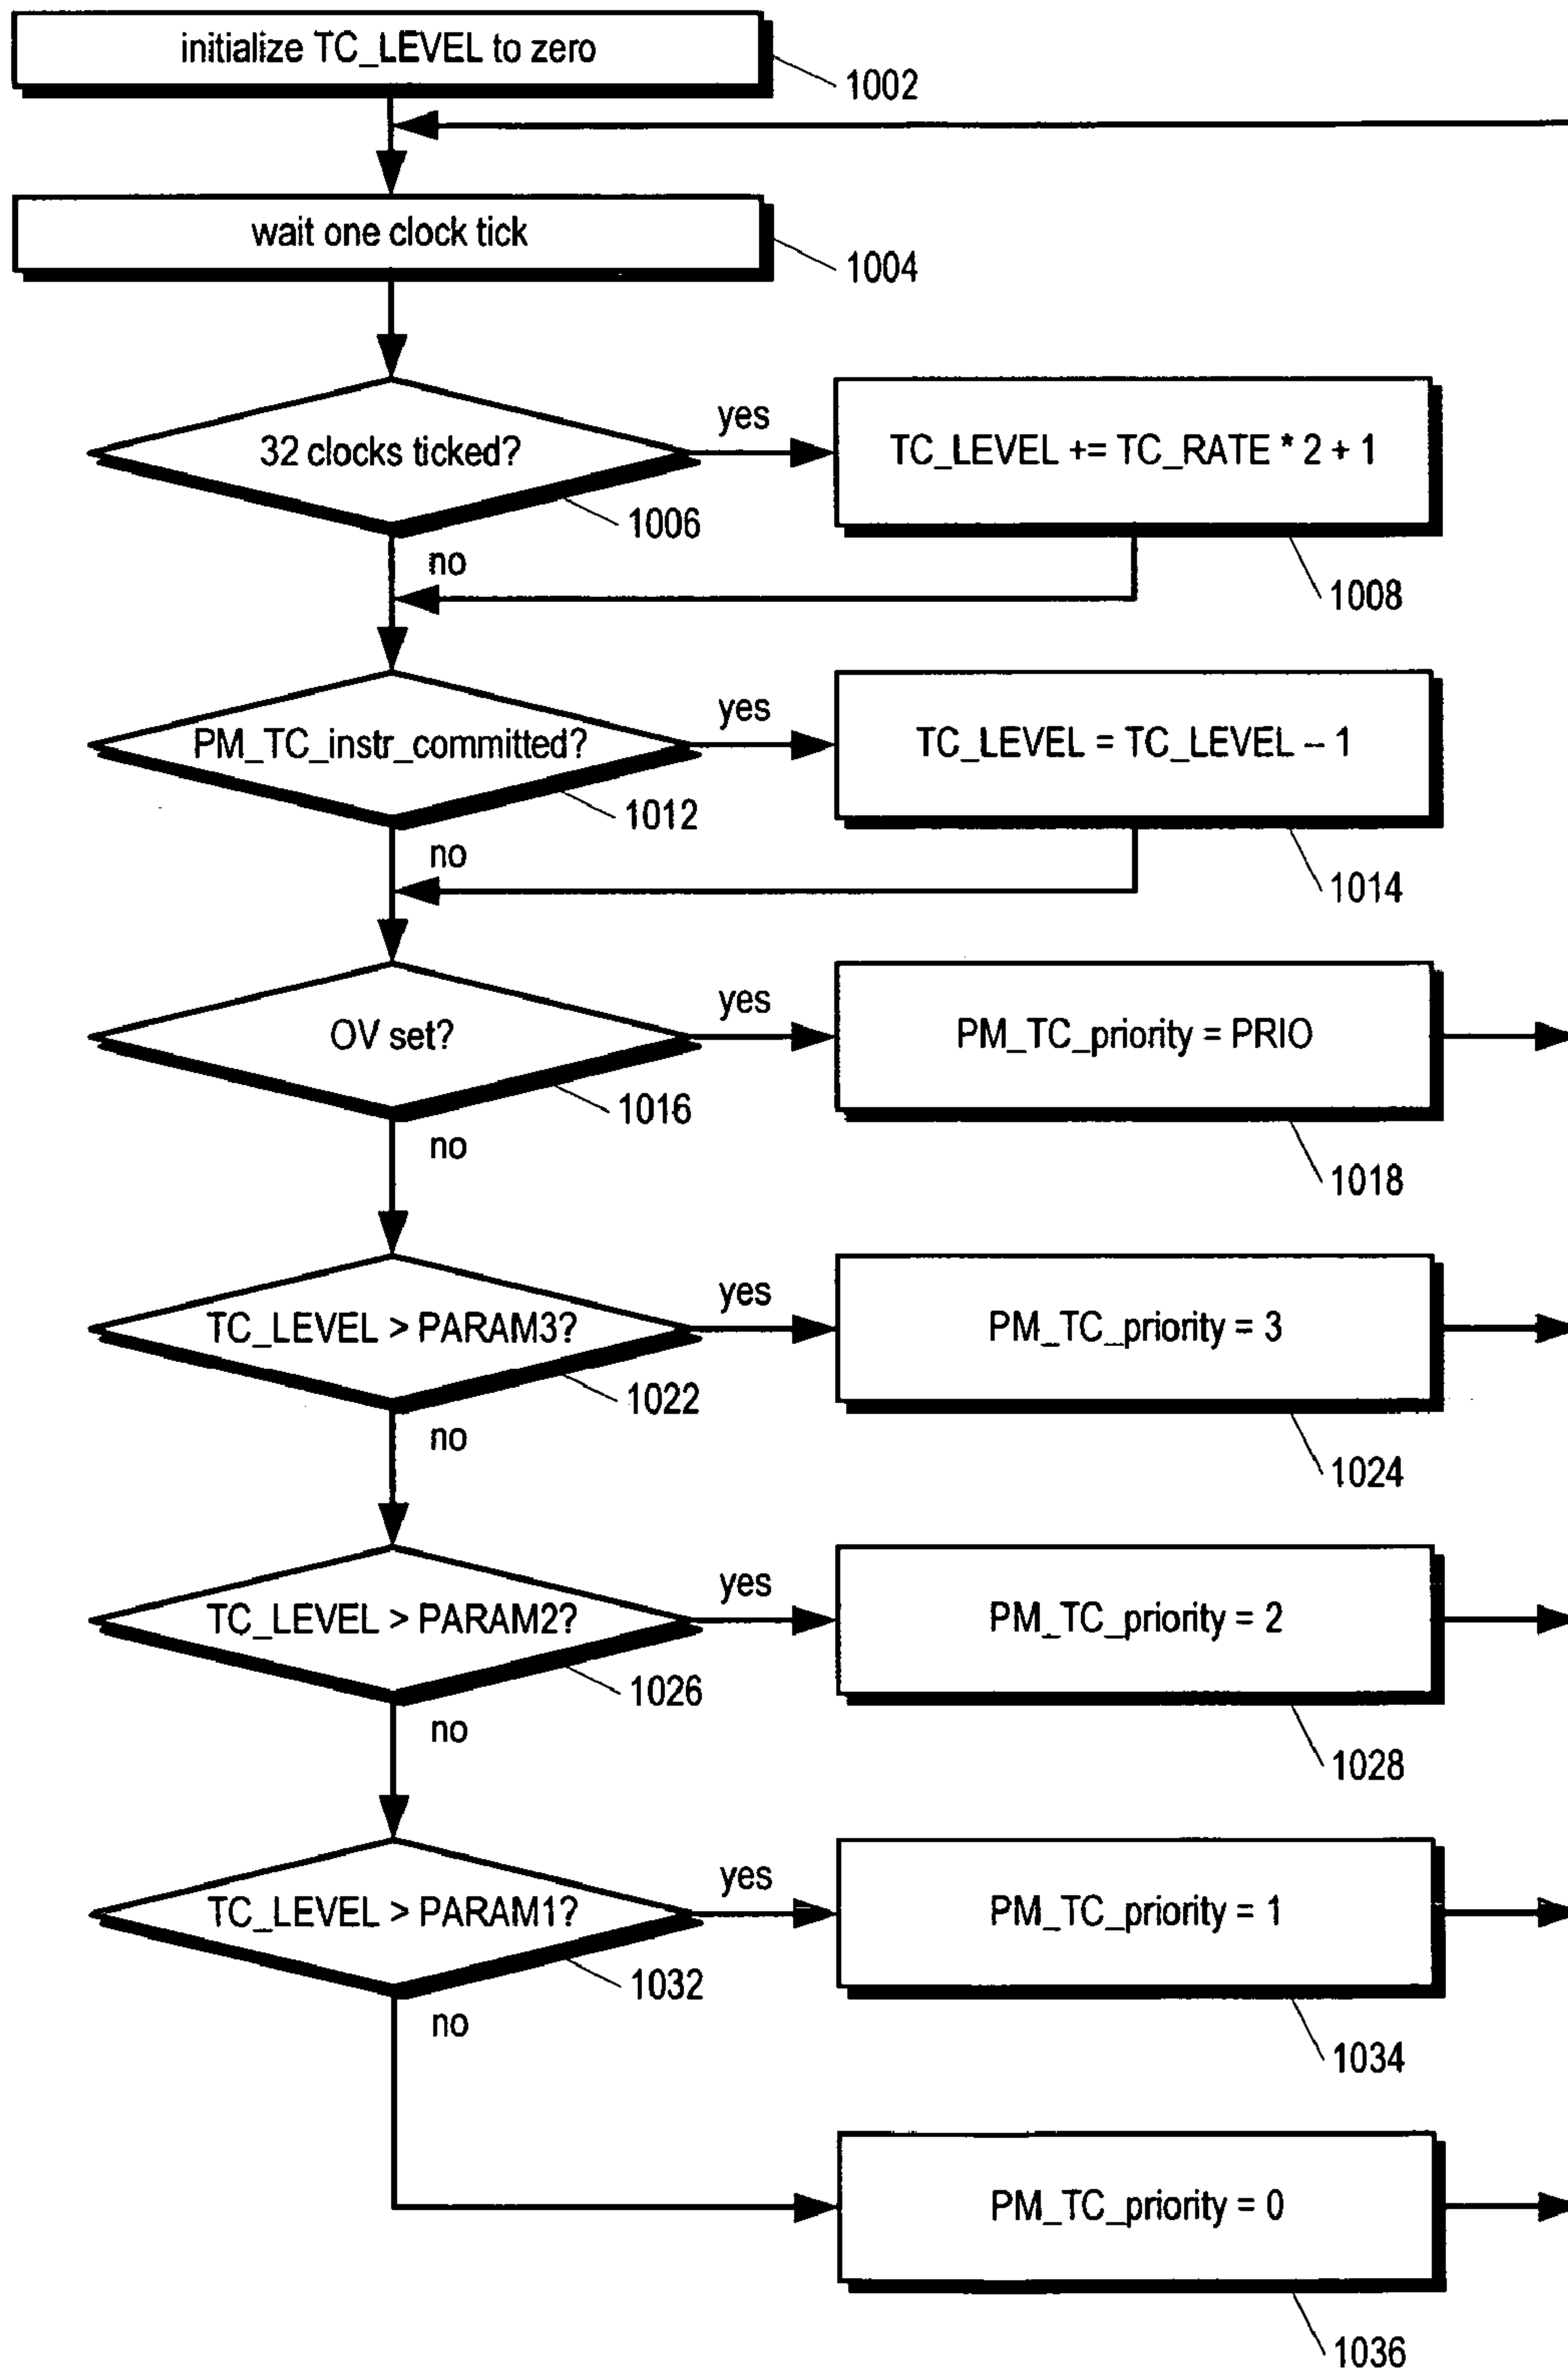 initialize TC_LEVEL to zero
1002
wait one clock tick
1004
32 clocks ticked?
yes
TC_LEVEL += TC_RATE * 2 + 1
1006
no
1008
PM_TC_instr_committed?
yes
TC_LEVEL = TC_LEVEL – 1
1012
no
1014
OV set?
yes
PM_TC_priority = PRIO
1016
no
1018
TC_LEVEL > PARAM3?
yes
PM_TC_priority = 3
1022
no
1024
TC_LEVEL > PARAM2?
yes
PM_TC_priority = 2
1026
no
1028
TC_LEVEL > PARAM1?
yes
PM_TC_priority = 1
1032
no
1034
PM_TC_priority = 0
1036